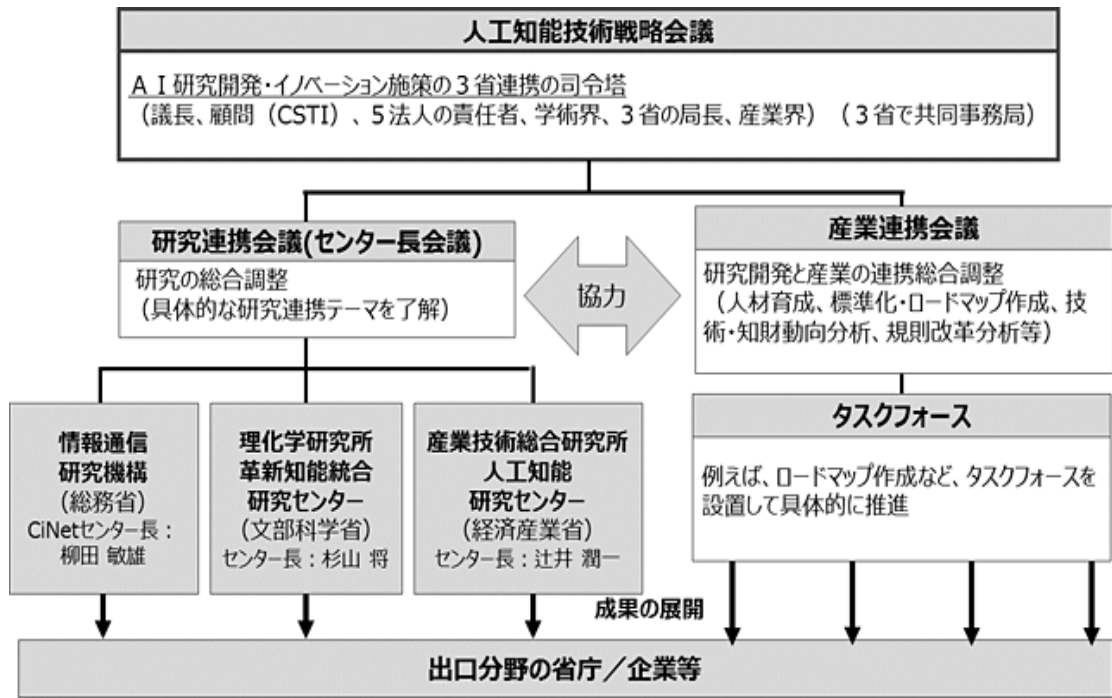 人工知能技術戦略会議
ＡＩ研究開発・イノベーション施策の３省連携の司令塔
（議長、顧問（CSTI）、５法人の責任者、学術界、３省の局長、産業界）（３省で共同事務局）
研究連携会議(センター長会議)
研究の総合調整
（具体的な研究連携テーマを了解）
協力
産業連携会議
研究開発と産業の連携総合調整
（人材育成、標準化・ロードマップ作成、技
術・知財動向分析、規則改革分析等）
情報通信
研究機構
（総務省）
CiNetセンター長：
柳田 敏雄
理化学研究所
革新知能統合
研究センター
（文部科学省）
センター長：杉山 将
産業技術総合研究所
人工知能
研究センター
（経済産業省）
センター長：辻井 潤一
タスクフォース
例えば、ロードマップ作成など、タスクフォースを
設置して具体的に推進
成果の展開
出口分野の省庁／企業等